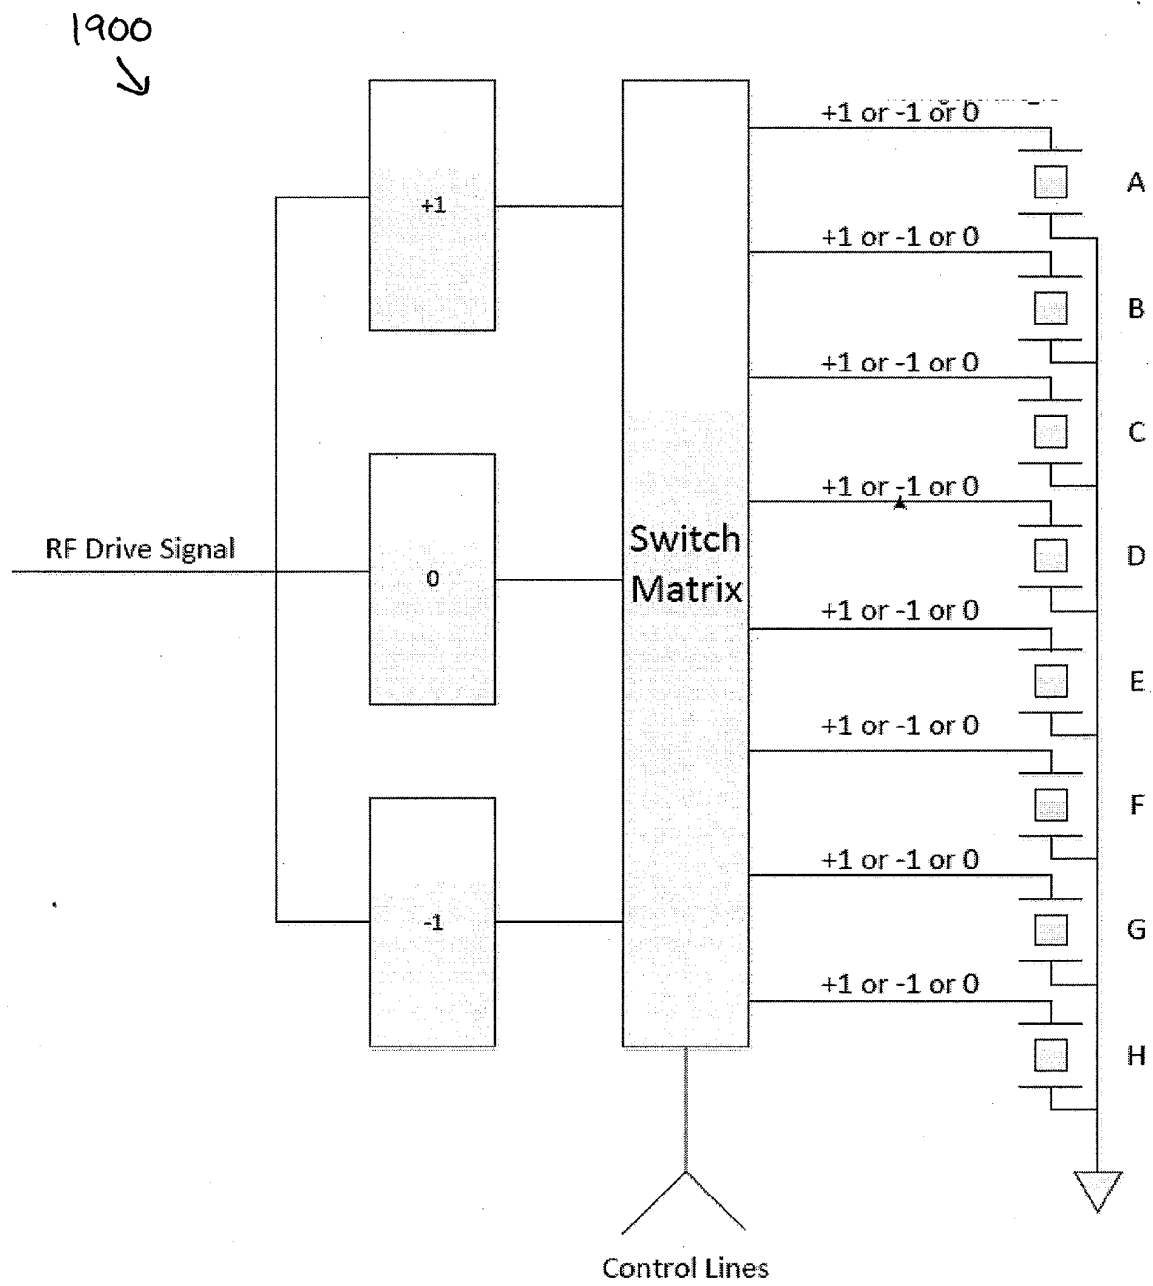 1900
+1 or -1 or 0
A
+1
+1 or -1 or 0
B
+1 or -1 or 0
C
+1 or -1 or 0
RF Drive Signal
Switch
Matrix
0
D
+1 or -1 or 0
E
+1 or -1 or 0
F
+1 or -1 or 0
-1
G
+1 or -1 or 0
H
Control Lines